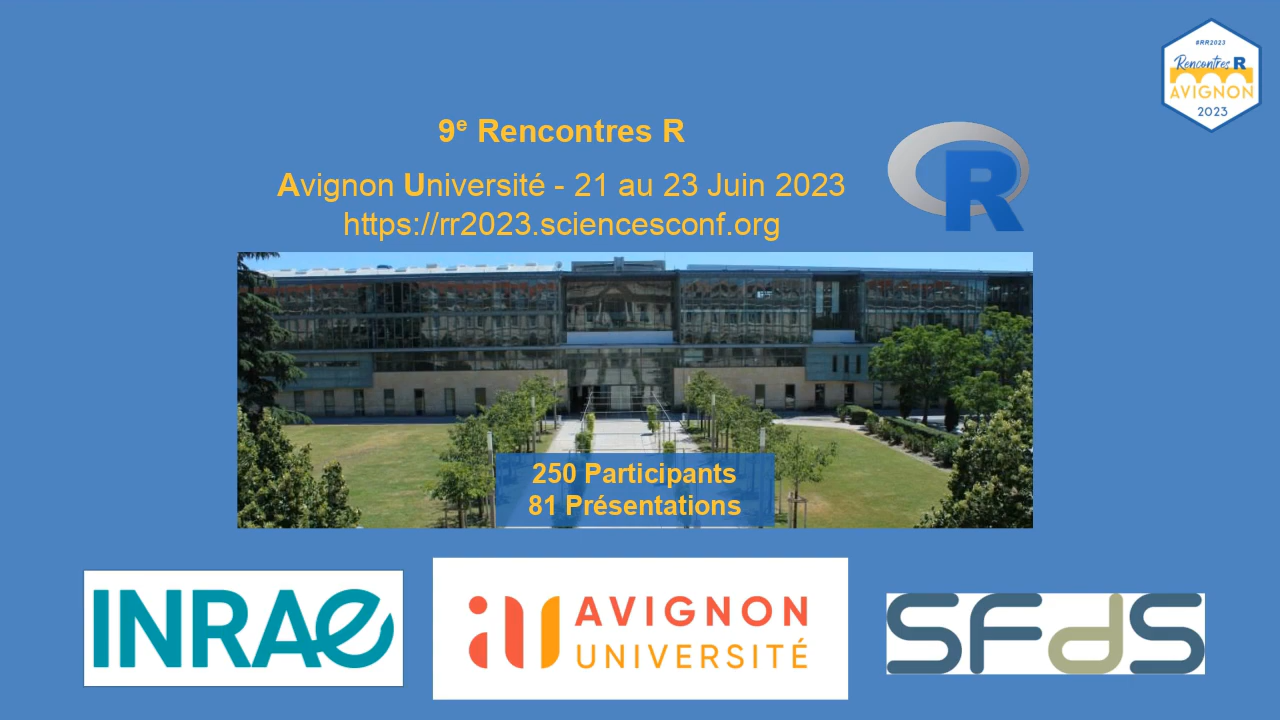 #RR2023
Rencontres R
AVIGNON
2023
9e Rencontres R
Avignon Université - 21 au 23 Juin 2023
https://rr2023.sciencesconf.org
R
250 Participants
81 Présentations
INRAE
au AVIGNON
UNIVERSITÉ
SFdS